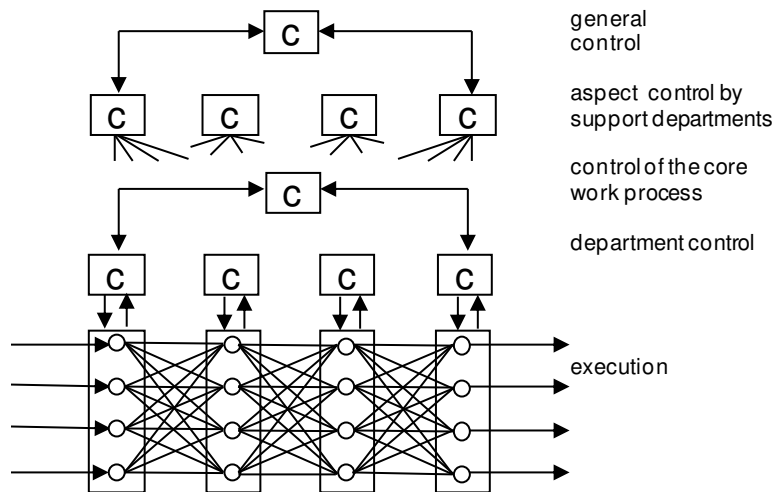 C
general
control
C C C C
aspect control by
support departments
control of the core
work process
C
department control
C C C C
execution